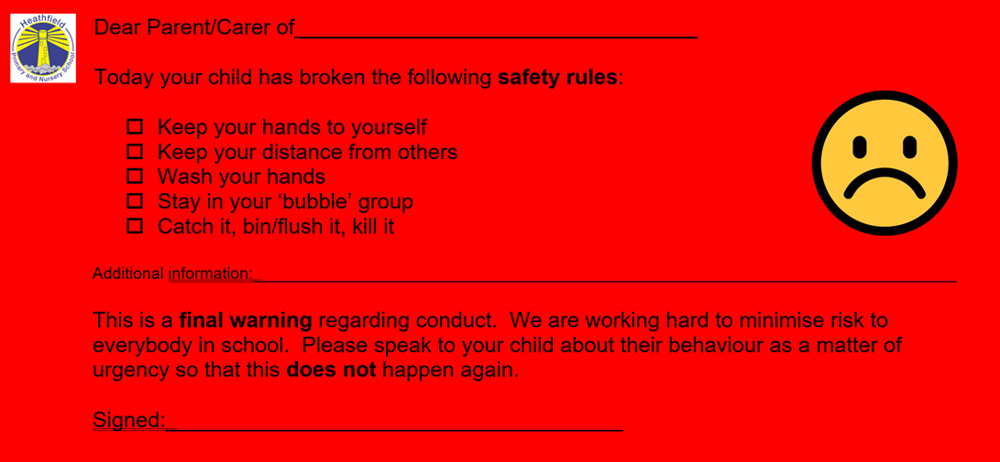 Heathfield
Primary and Nursery School
Dear Parent/Carer of____________________________________
Today your child has broken the following safety rules:
☐ Keep your hands to yourself
☐ Keep your distance from others
☐ Wash your hands
☐ Stay in your ‘bubble’ group
☐ Catch it, bin/flush it, kill it
Additional information:_
This is a final warning regarding conduct.  We are working hard to minimise risk to
everybody in school.  Please speak to your child about their behaviour as a matter of
urgency so that this does not happen again.
Signed:_